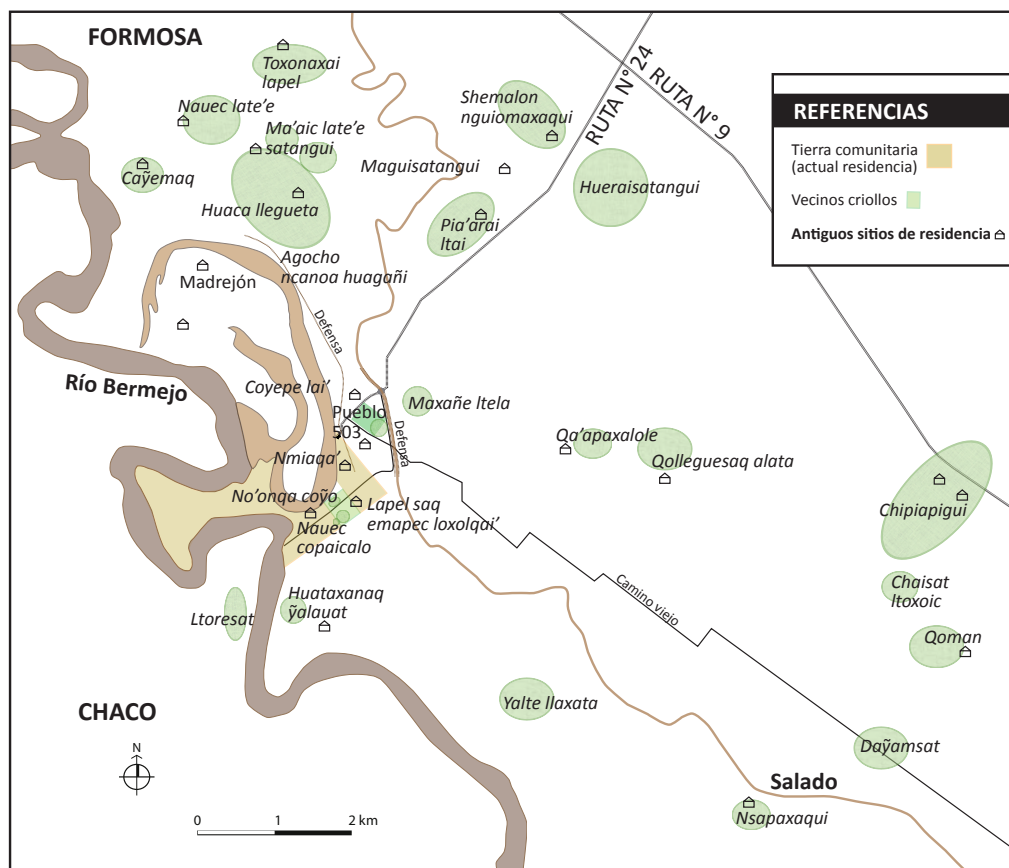 FORMOSA
Toxonaxai
lapel
Nauec late'e
Ma'aic late'e
satangui
Caỹemaq
Huaca llegueta
Shemalon
nguiomaxaqui
Maguisatangui
Pia'arai
ltai
Hueraisatangui
RUTA N° 24
RUTA N° 9
REFERENCIAS
Tierra comunitaria
(actual residencia)
Vecinos criollos
Antiguos sitios de residencia
Agocho
ncanoa huagañi
Madrejón
Defensa
Río Bermejo
Coyepe lai'
Pueblo
503
Maxañe ltela
Defensa
Nmiaqa'
No'onqa coỹo
Lapel saq
emapec loxolqai'
Nauec
copaicalo
Qa'apaxalole
Qolleguesaq alata
Chipiapigui
Chaisat
ltoxoic
Qoman
Ltoresat
Huataxanaq
ỹalauat
Camino viejo
Yalte llaxata
Daỹamsat
CHACO
N
Salado
Nsapaxaqui
0 1 2 km